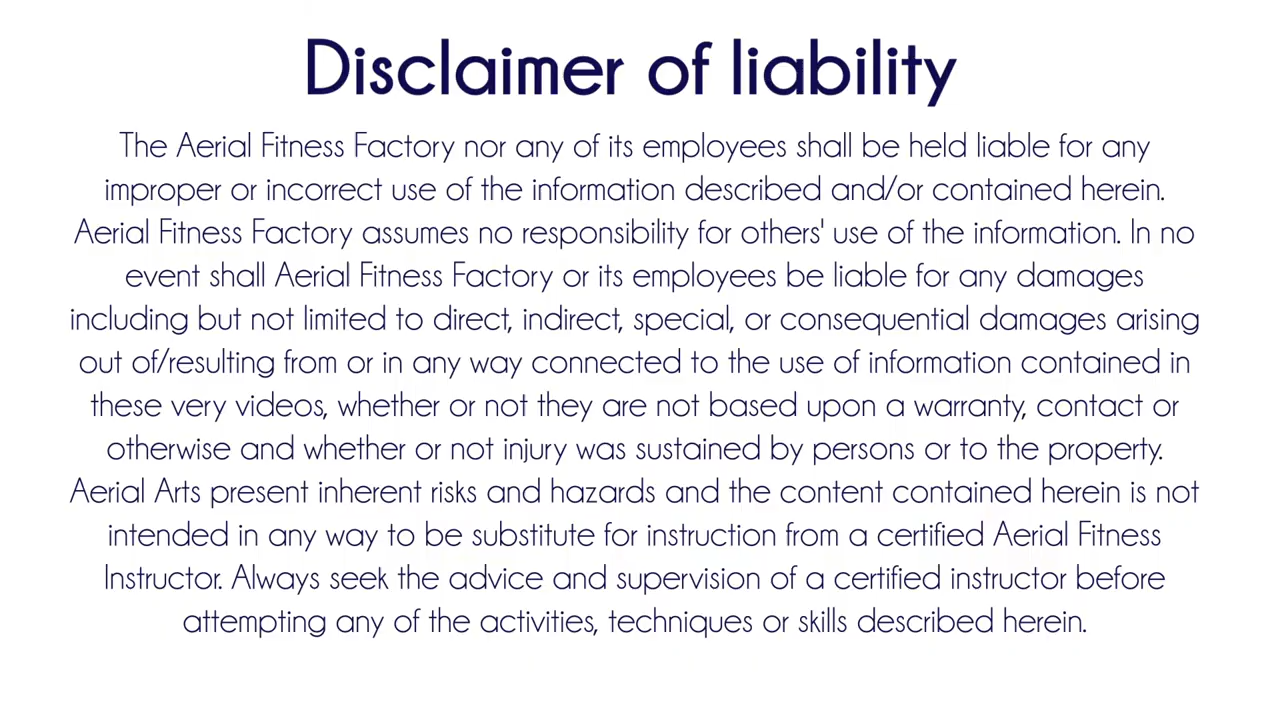 Disclaimer of liability
The Aerial Fitness Factory nor any of its employees shall be held liable for any
improper or incorrect use of the information described and/or contained herein.
Aerial Fitness Factory assumes no responsibility for others' use of the information. In no
event shall Aerial Fitness Factory or its employees be liable for any damages
including but not limited to direct, indirect, special, or consequential damages arising
out of/resulting from or in any way connected to the use of information contained in
these very videos, whether or not they are not based upon a warranty, contact or
otherwise and whether or not injury was sustained by persons or to the property.
Aerial Arts present inherent risks and hazards and the content contained herein is not
intended in any way to be substitute for instruction from a certified Aerial Fitness
Instructor. Always seek the advice and supervision of a certified instructor before
attempting any of the activities, techniques or skills described herein.